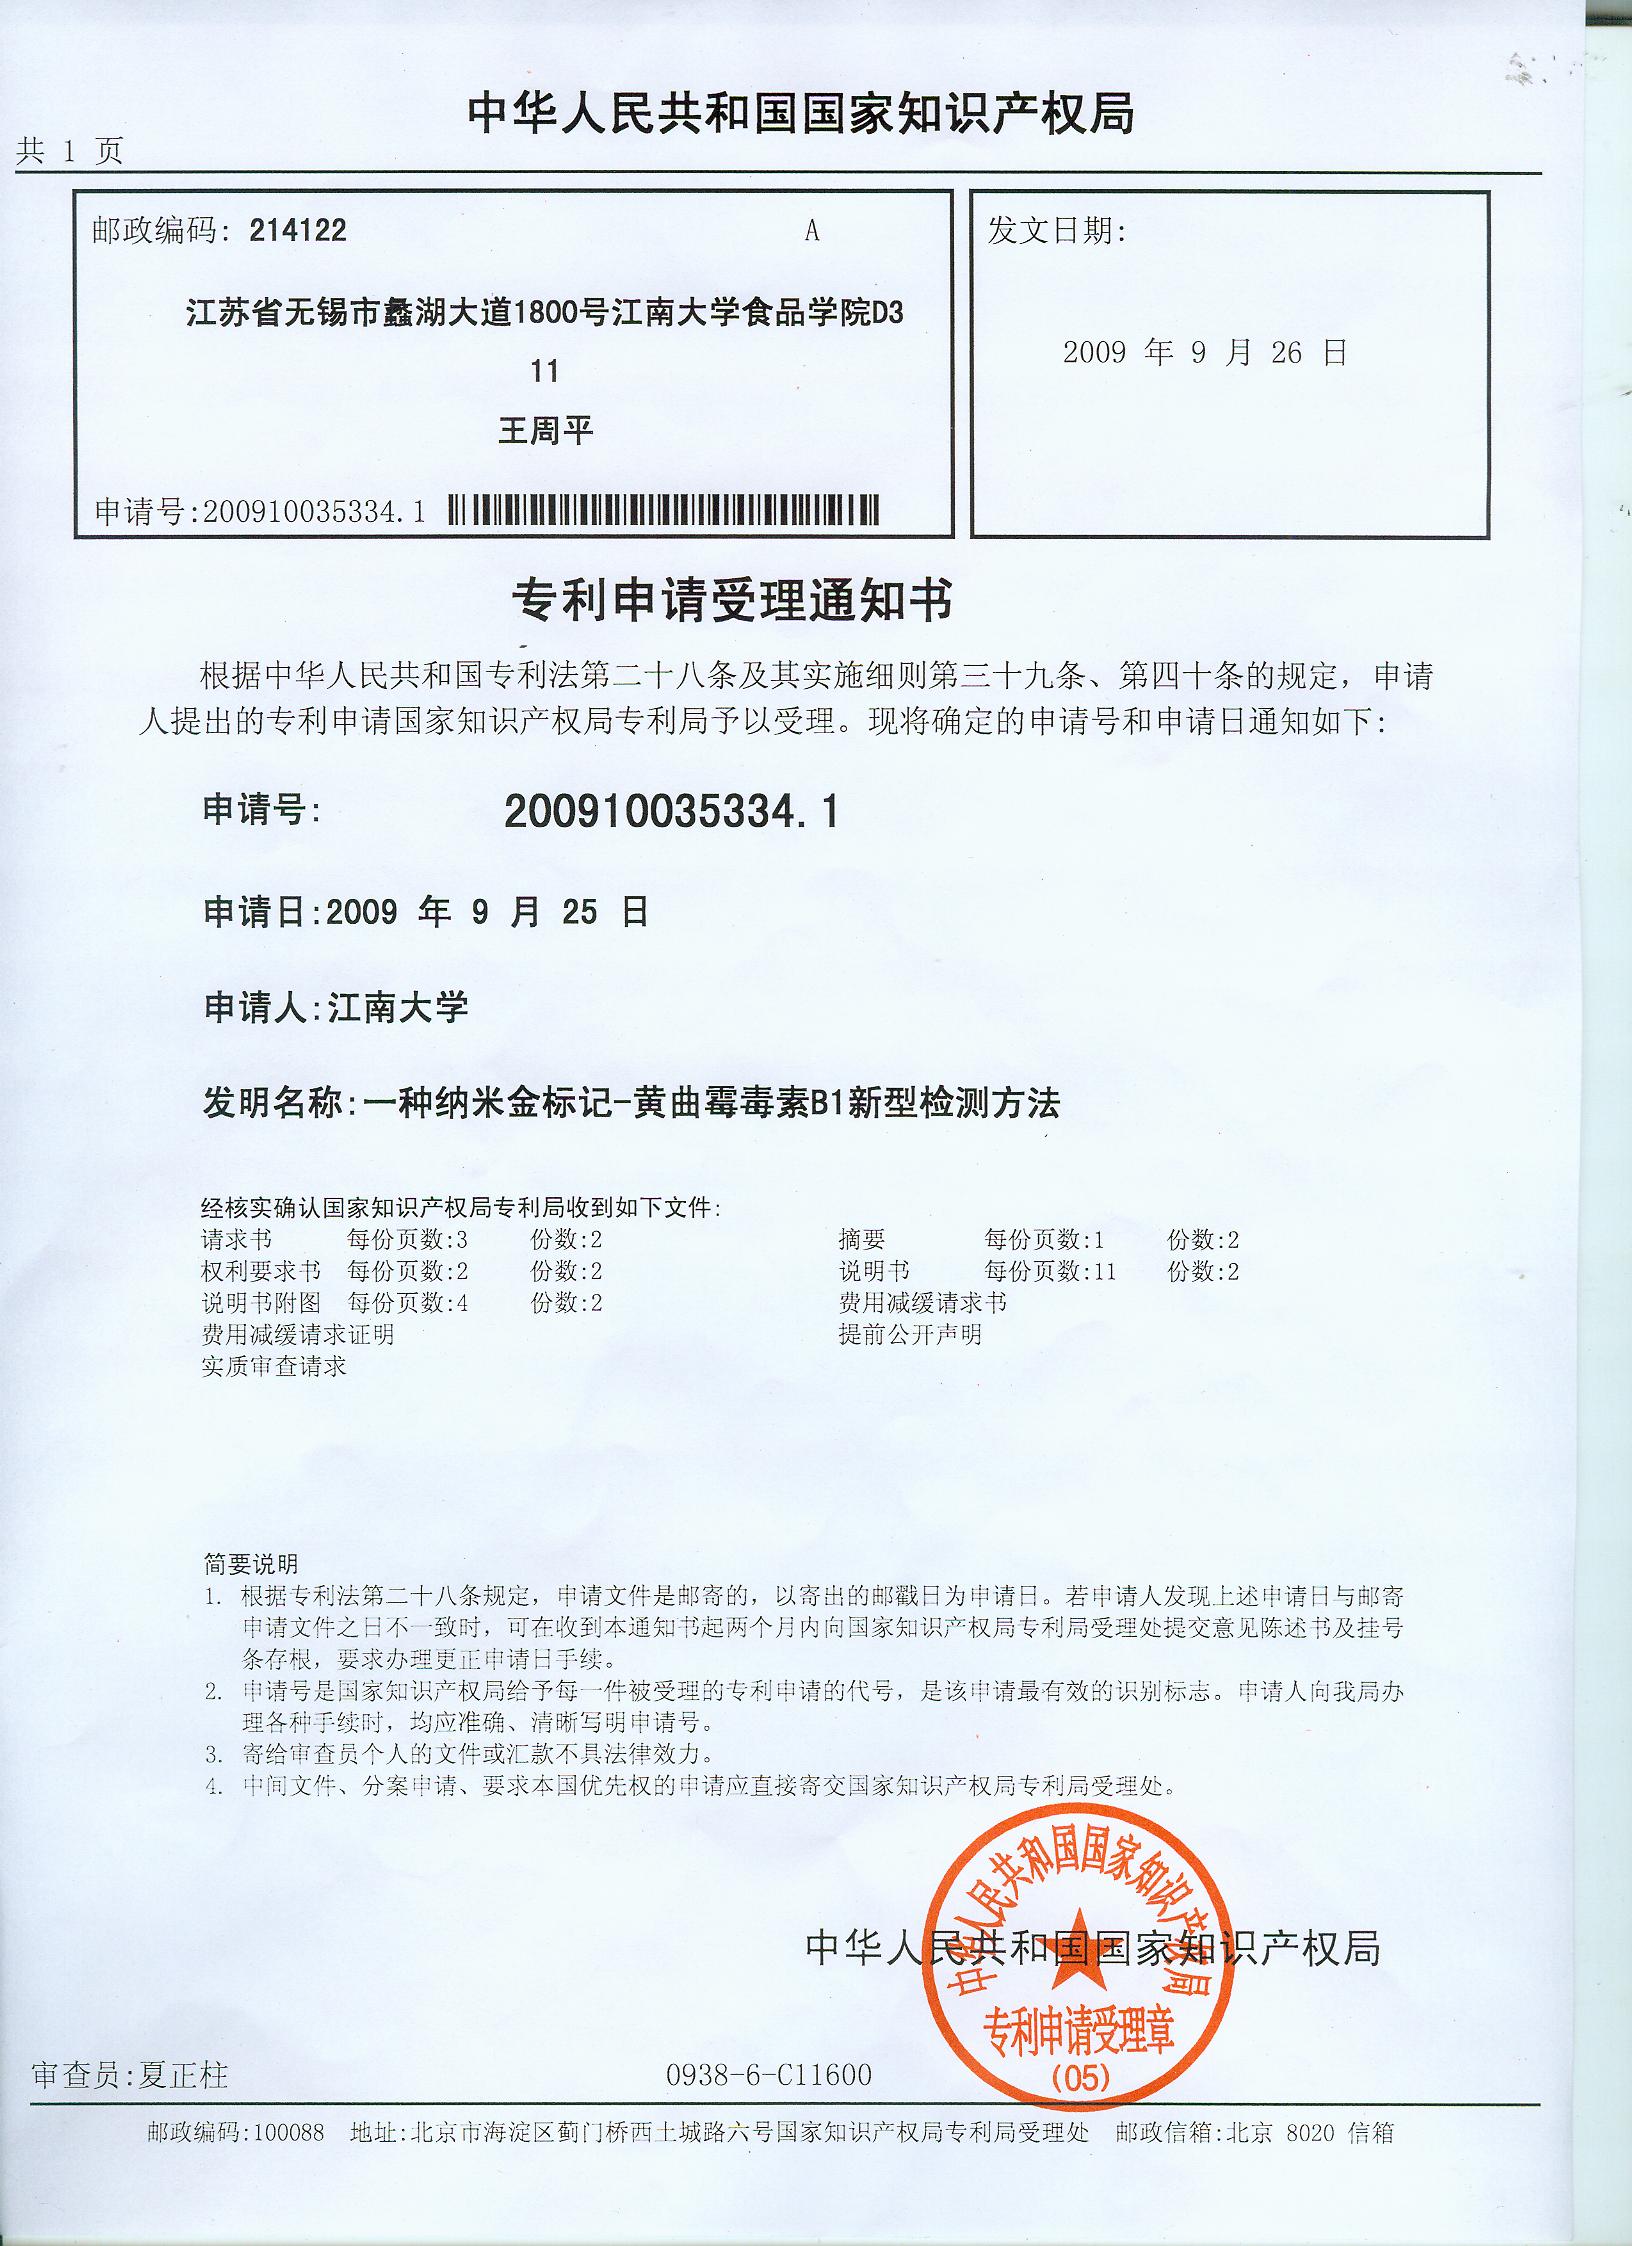 中华人民共和国国家知识产权局
共 1 页
邮政编码: 214122 A
江苏省无锡市蠡湖大道1800号江南大学食品学院D3
11
王周平
申请号:200910035334.1
发文日期:
2009 年 9 月 26 日
专利申请受理通知书
根据中华人民共和国专利法第二十八条及其实施细则第三十九条、第四十条的规定，申请
人提出的专利申请国家知识产权局专利局予以受理。现将确定的申请号和申请日通知如下:
申请号: 200910035334.1
申请日:2009 年 9 月 25 日
申请人:江南大学
发明名称:一种纳米金标记-黄曲霉毒素B1新型检测方法
经核实确认国家知识产权局专利局收到如下文件:
请求书 每份页数:3 份数:2 摘要 每份页数:1 份数:2
权利要求书 每份页数:2 份数:2 说明书 每份页数:11 份数:2
说明书附图 每份页数:4 份数:2 费用减缓请求书
费用减缓请求证明 提前公开声明
实质审查请求
简要说明
1. 根据专利法第二十八条规定，申请文件是邮寄的，以寄出的邮戳日为申请日。若申请人发现上述申请日与邮寄
申请文件之日不一致时，可在收到本通知书起两个月内向国家知识产权局专利局受理处提交意见陈述书及挂号
条存根，要求办理更正申请日手续。
2. 申请号是国家知识产权局给予每一件被受理的专利申请的代号，是该申请最有效的识别标志。申请人向我局办
理各种手续时，均应准确、清晰写明申请号。
3. 寄给审查员个人的文件或汇款不具法律效力。
4. 中间文件、分案申请、要求本国优先权的申请应直接寄交国家知识产权局专利局受理处。
中华人民共和国国家知识产权局
中华人民共和国国家知识产权局
专利申请受理章
(05)
审查员:夏正柱 0938-6-C11600
邮政编码:100088 地址:北京市海淀区蓟门桥西土城路六号国家知识产权局专利局受理处 邮政信箱:北京 8020 信箱